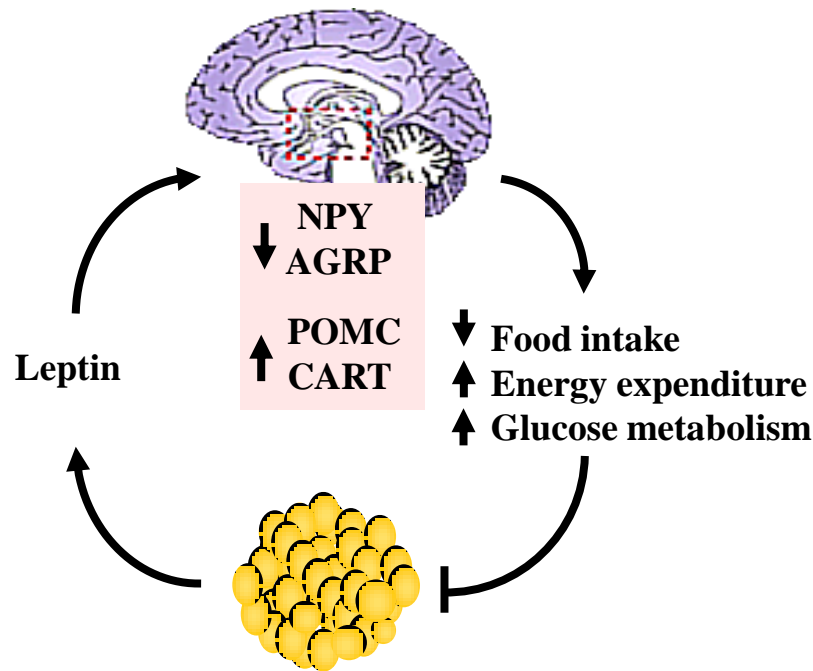 NPY
AGRP
POMC
CART
Leptin
Food intake
Energy expenditure
Glucose metabolism